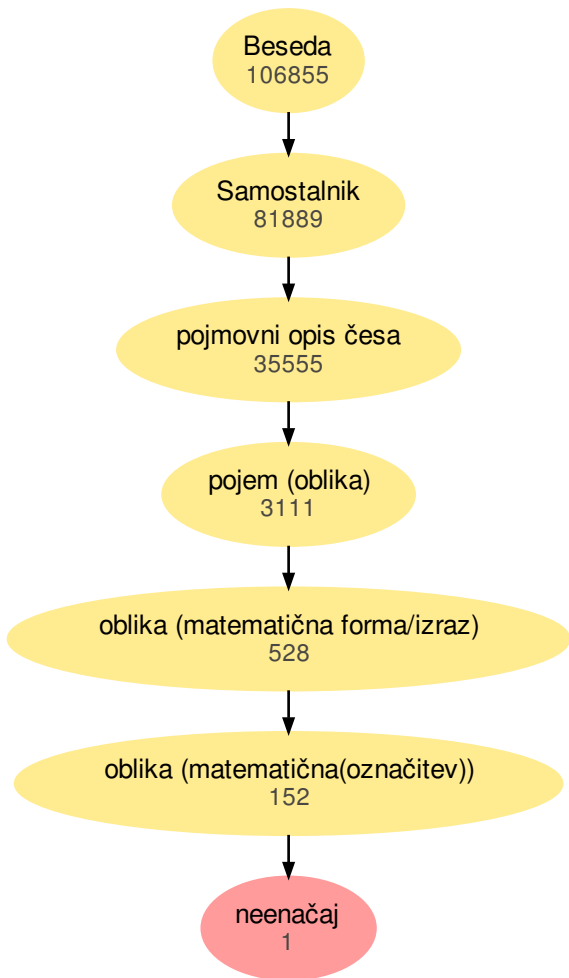 Beseda
106855
Samostalnik
81889
pojmovni opis česa
35555
pojem (oblika)
3111
oblika (matematična forma/izraz)
528
oblika (matematična(označitev))
152
neenačaj
1